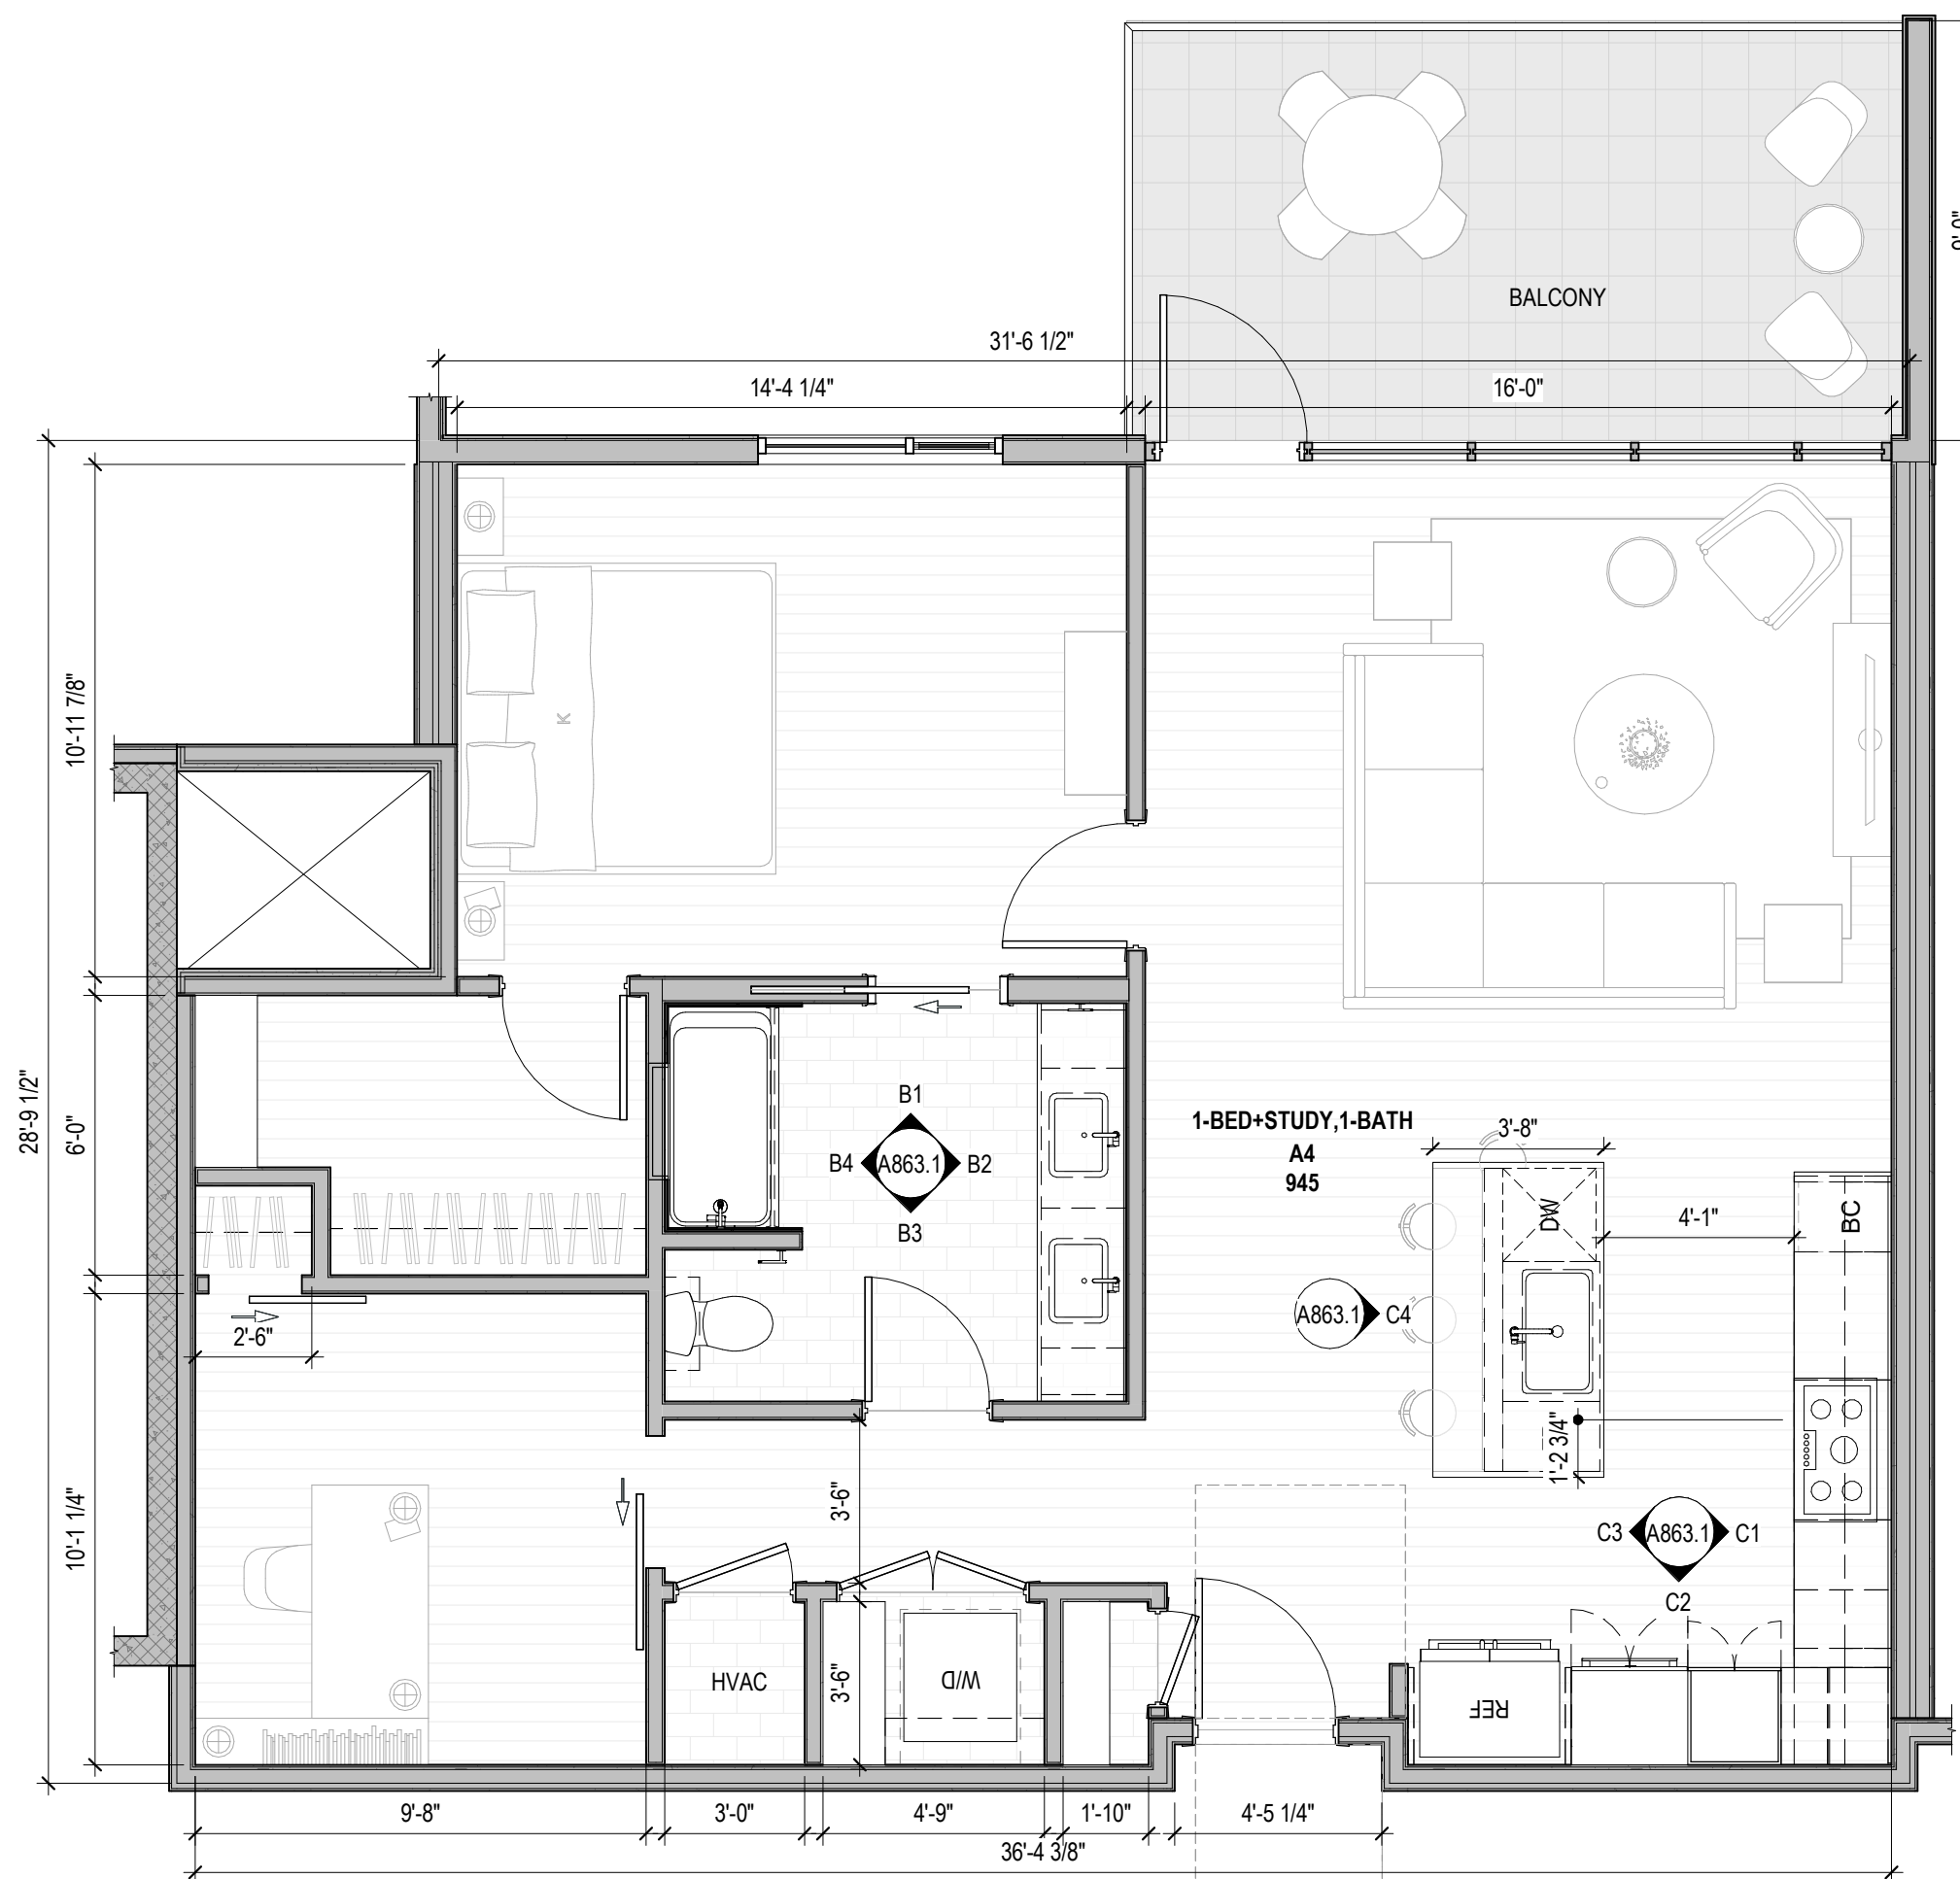 BALCONY
31'-6 1/2"
14'-4 1/4"
16'-0"
K
10'-11 7/8"
28'-9 1/2"
6'-0"
10'-1 1/4"
2'-6"
B1
B4
A863.1
B2
B3
1-BED+STUDY,1-BATH
A4
945
3'-8"
DW
4'-1"
BC
A863.1
C4
1'-2 3/4"
C3
A863.1
C1
C2
3'-6"
3'-6"
HVAC
W/D
REF
9'-8"
3'-0"
4'-9"
1'-10"
4'-5 1/4"
36'-4 3/8"